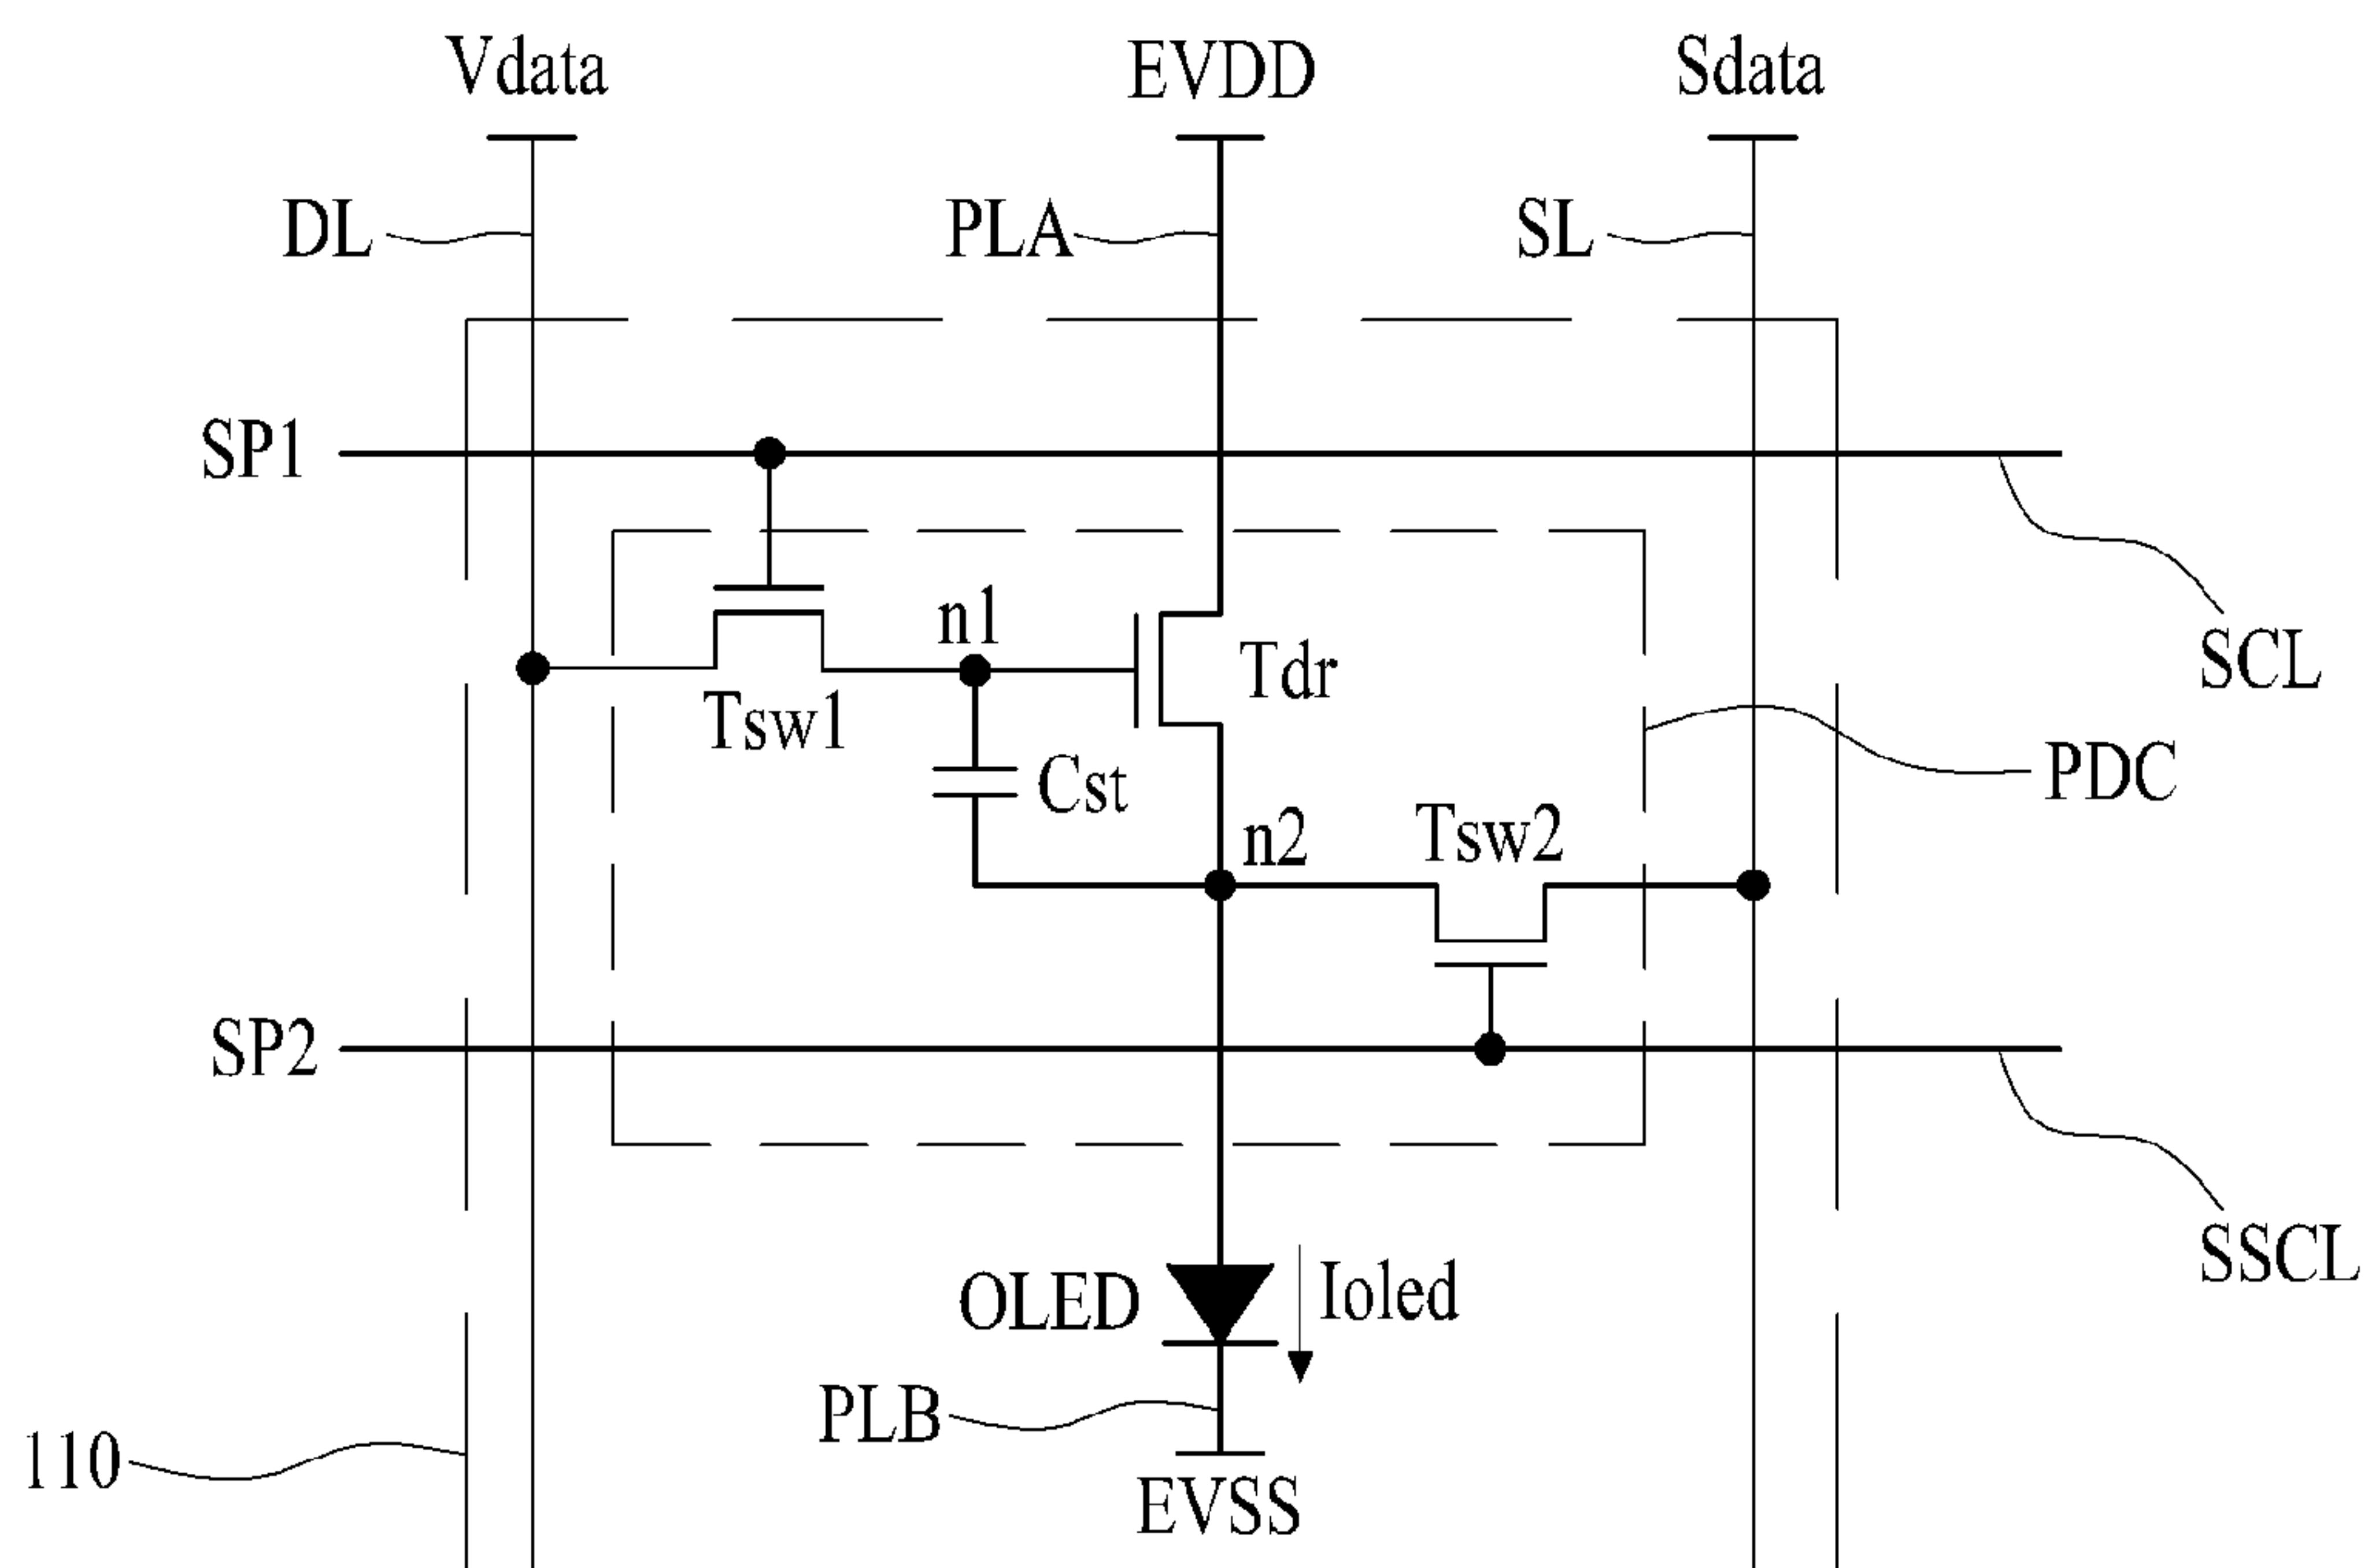 Vdata
EVDD
Sdata
DL
PLA
SL
SP1
SCL
n1
Tdr
Tsw1
PDC
Cst
n2
Tsw2
SP2
SSCL
OLED
Ioled
PLB
110
EVSS